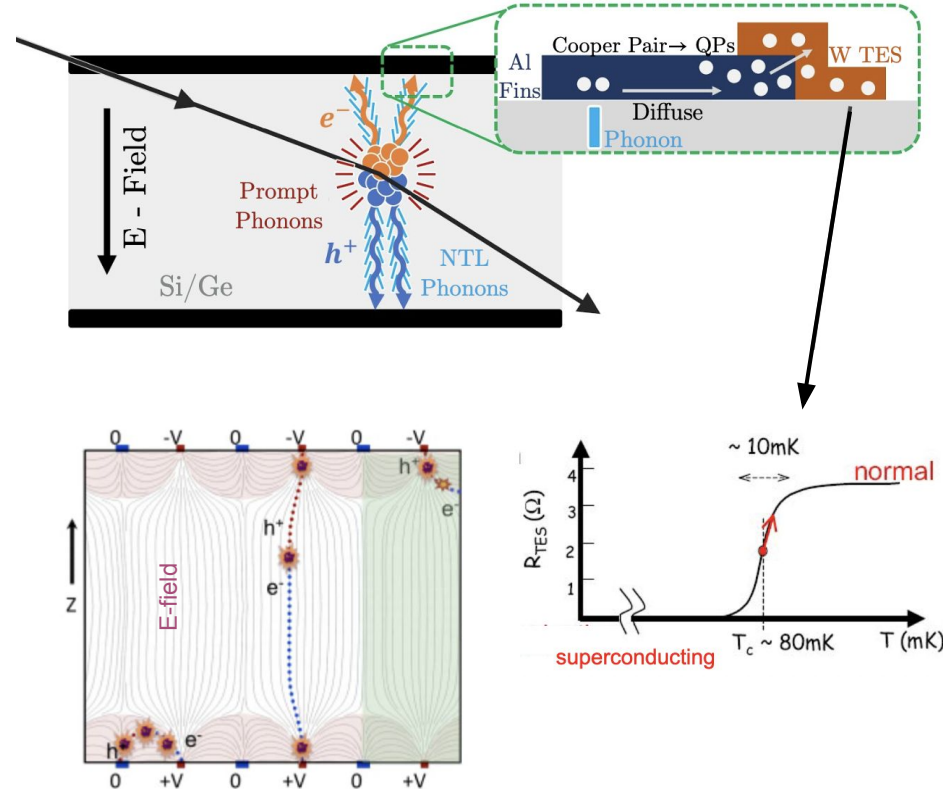 Cooper Pair→ QPs
W TES
Al
Fins
Diffuse
Phonon
e⁻
E - Field
Prompt
Phonons
h⁺
NTL
Phonons
Si/Ge
0 -V 0 -V 0 -V
h⁺
e⁻
h⁺
e⁻
E-field
Z
h
e⁻
0 +V 0 +V 0 +V
~ 10mK
normal
R_TES (Ω)
4
3
2
1
superconducting
T_c ~ 80mK
T (mK)